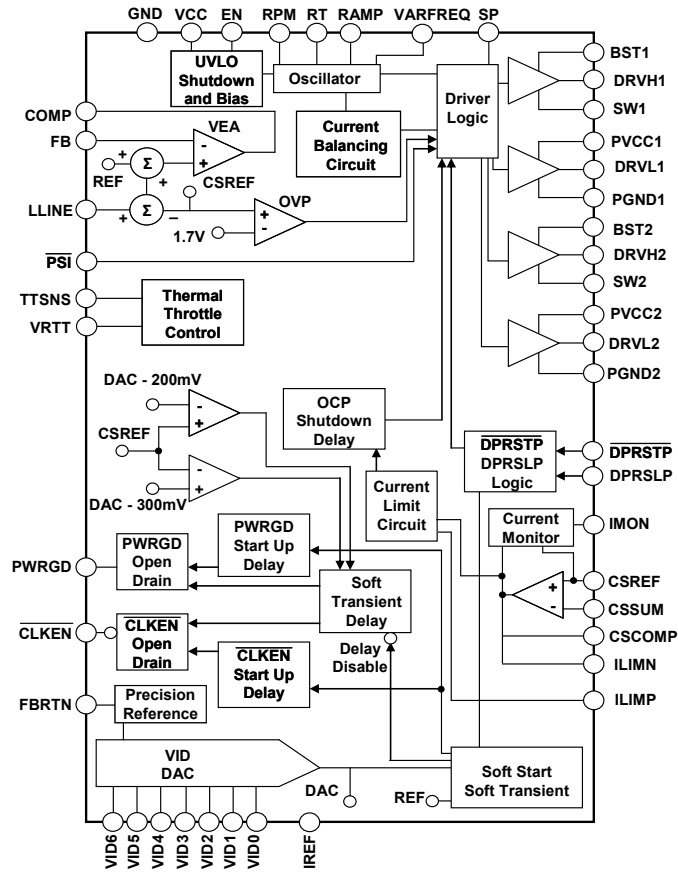 GND
VCC
EN
RPM
RT
RAMP
VARFREQ
SP
UVLO
Shutdown
and Bias
Oscillator
Driver
Logic
BST1
DRVH1
SW1
COMP
FB
VEA
-
+
Current
Balancing
Circuit
PVCC1
DRVL1
PGND1
+
Σ
REF
+
CSREF
LLINE
+
Σ
−
OVP
+
-
1.7V
BST2
DRVH2
SW2
PSI
TTSNS
VRTT
Thermal
Throttle
Control
PVCC2
DRVL2
PGND2
DAC - 200mV
-
+
CSREF
-
+
DAC - 300mV
OCP
Shutdown
Delay
DPRSTP
DPRSLP
Logic
DPRSTP
DPRSLP
Current
Limit
Circuit
Current
Monitor
IMON
PWRGD
PWRGD
Open
Drain
PWRGD
Start Up
Delay
Soft
Transient
Delay
+
-
CSREF
CSSUM
CSCOMP
ILIMN
ILIMP
CLKEN
CLKEN
Open
Drain
CLKEN
Start Up
Delay
Delay
Disable
FBRTN
Precision
Reference
VID
DAC
DAC
REF
Soft Start
Soft Transient
VID6
VID5
VID4
VID3
VID2
VID1
VID0
IREF